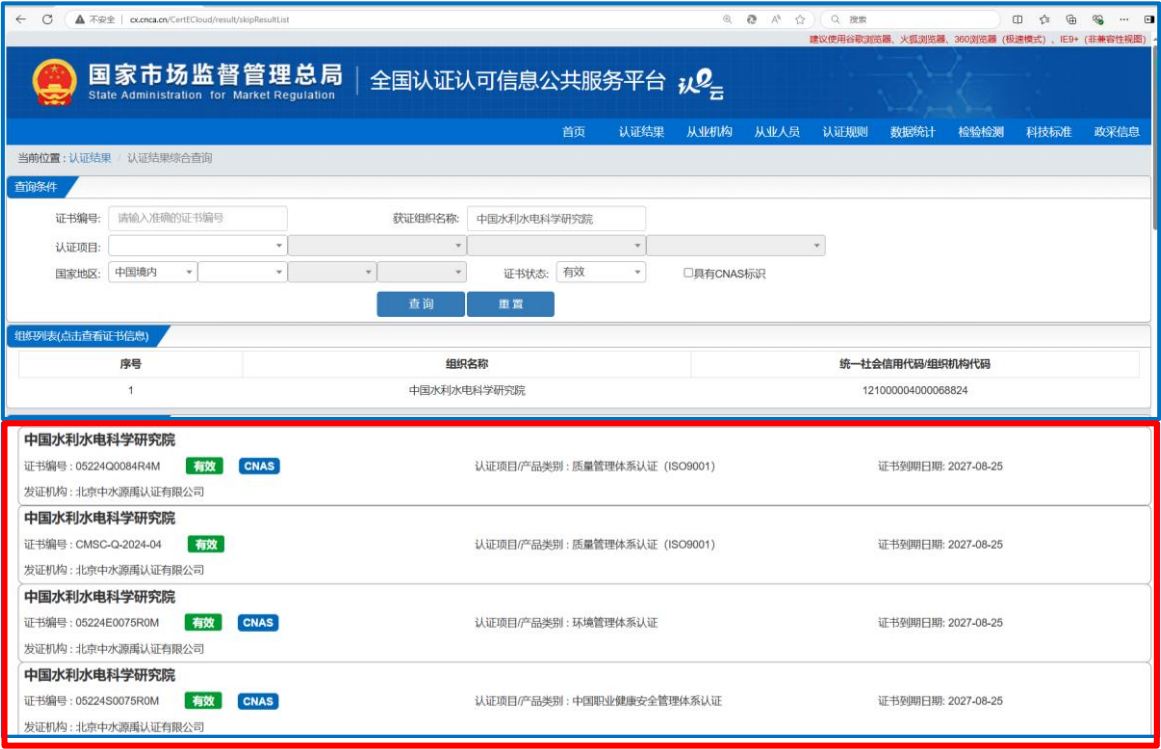 不安全 | cx.cnca.cn/CertECloud/result/skipResultList 搜索
建议使用谷歌浏览器、火狐浏览器、360浏览器（极速模式）、IE9+（非兼容性视图）
国家市场监督管理总局 全国认证认可信息公共服务平台 认e云
State Administration for Market Regulation
首页 认证结果 从业机构 从业人员 认证规则 数据统计 检验检测 科技标准 政采信息
当前位置：认证结果 / 认证结果综合查询
查询条件
证书编号: 请输入准确的证书编号 获证组织名称: 中国水利水电科学研究院
认证项目:
国家地区: 中国境内 证书状态: 有效 具有CNAS标识
查 询 重 置
组织列表(点击查看证书信息)
序号 组织名称 统一社会信用代码/组织机构代码
1 中国水利水电科学研究院 121000004000068824
中国水利水电科学研究院
证书编号：05224Q0084R4M 有效 CNAS 认证项目/产品类别：质量管理体系认证（ISO9001） 证书到期日期: 2027-08-25
发证机构：北京中水源禹认证有限公司
中国水利水电科学研究院
证书编号：CMSC-Q-2024-04 有效 认证项目/产品类别：质量管理体系认证（ISO9001） 证书到期日期: 2027-08-25
发证机构：北京中水源禹认证有限公司
中国水利水电科学研究院
证书编号：05224E0075R0M 有效 CNAS 认证项目/产品类别：环境管理体系认证 证书到期日期: 2027-08-25
发证机构：北京中水源禹认证有限公司
中国水利水电科学研究院
证书编号：05224S0075R0M 有效 CNAS 认证项目/产品类别：中国职业健康安全管理体系认证 证书到期日期: 2027-08-25
发证机构：北京中水源禹认证有限公司